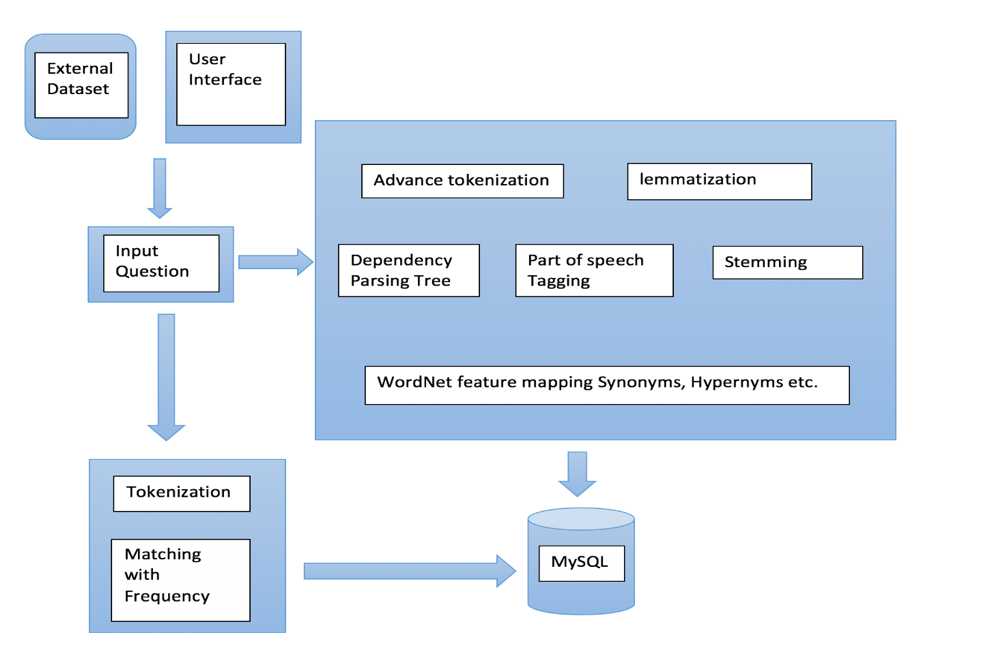 External
Dataset
User
Interface
Advance tokenization
lemmatization
Input
Question
Dependency
Parsing Tree
Part of speech
Tagging
Stemming
WordNet feature mapping Synonyms, Hypernyms etc.
Tokenization
Matching
with
Frequency
MySQL